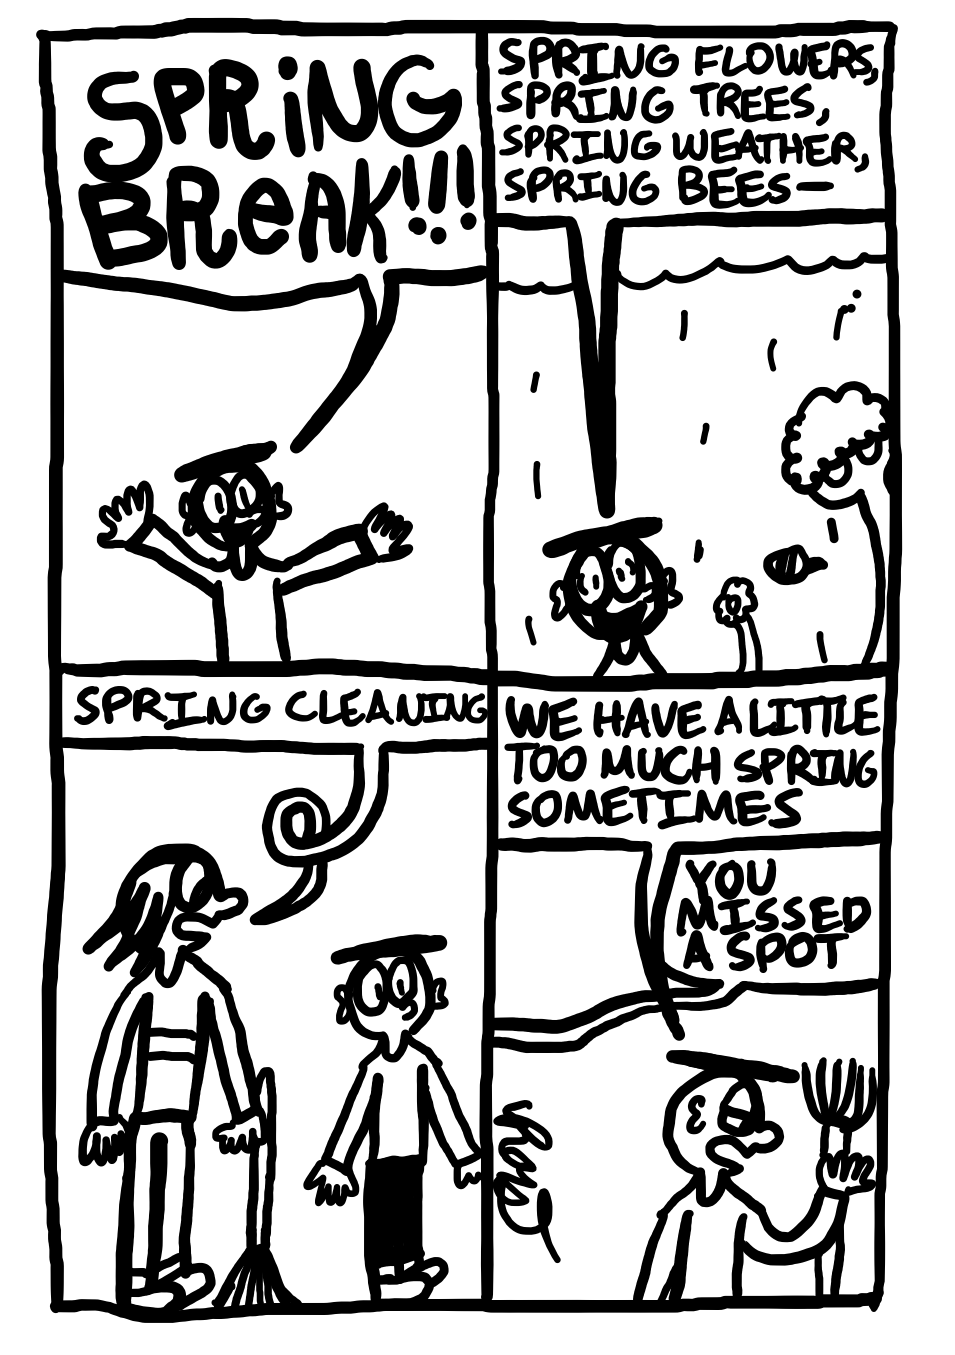 SPRiNG
BREAK!!!
SPRING FLOWERS,
SPRING TREES,
SPRING WEATHER,
SPRING BEES—
SPRING CLEANING
WE HAVE A LITTLE
TOO MUCH SPRING
SOMETIMES
YOU
MISSED
A SPOT